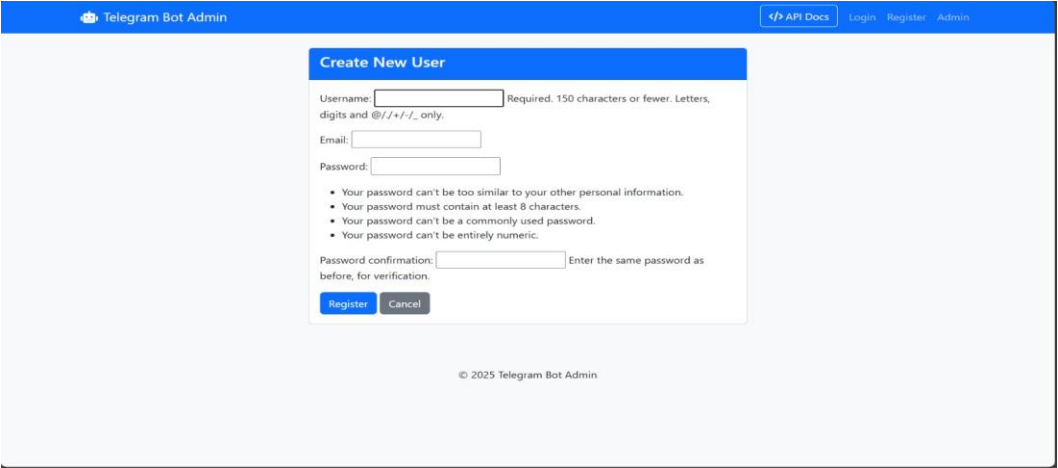 Telegram Bot Admin
</> API Docs Login Register Admin
Create New User
Username: Required. 150 characters or fewer. Letters,
digits and @/./+/-/_ only.
Email:
Password:
• Your password can't be too similar to your other personal information.
• Your password must contain at least 8 characters.
• Your password can't be a commonly used password.
• Your password can't be entirely numeric.
Password confirmation: Enter the same password as
before, for verification.
Register Cancel
© 2025 Telegram Bot Admin